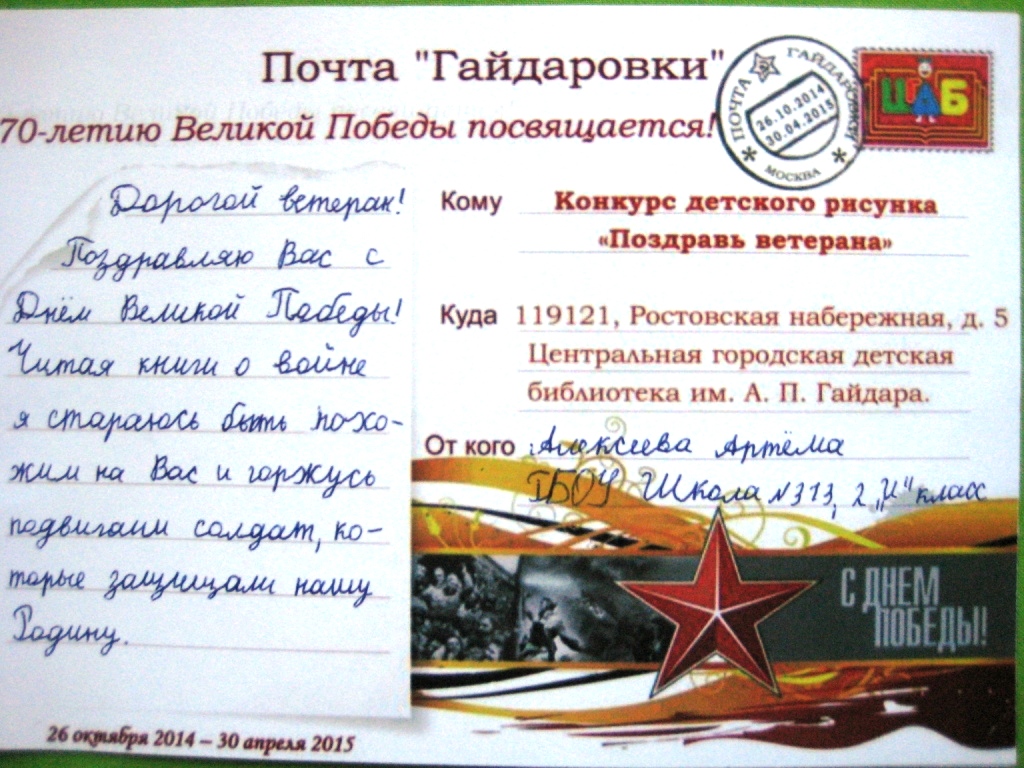 Почта "Гайдаровки"
70-летию Великой Победы посвящается!
ПОЧТА ГАЙДАРОВКИ
26.10.2014
30.04.2015
МОСКВА
ЦДБ
Дорогой ветеран!
Поздравляю Вас с
Днём Великой Победы!
Читая книги о войне
я стараюсь быть похо-
жим на Вас и горжусь
подвигами солдат, ко-
торые защищали нашу
Родину.
26 октября 2014 – 30 апреля 2015
Кому Конкурс детского рисунка
«Поздравь ветерана»
Куда 119121, Ростовская набережная, д. 5
Центральная городская детская
библиотека им. А. П. Гайдара.
От кого Алексеева Артёма
ГБОУ Школа №313, 2 „И" класс
С ДНЕМ
ПОБЕДЫ!